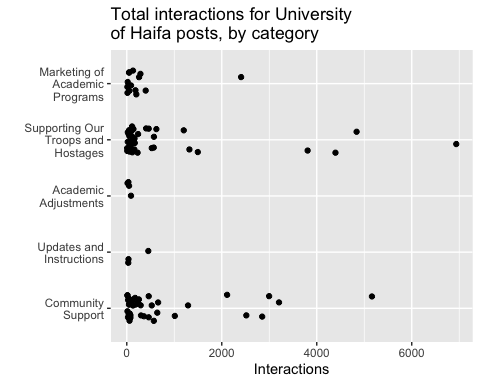 Total interactions for University
of Haifa posts, by category
Marketing of
Academic
Programs
Supporting Our
Troops and
Hostages
Academic
Adjustments
Updates and
Instructions
Community
Support
0 2000 4000 6000
Interactions